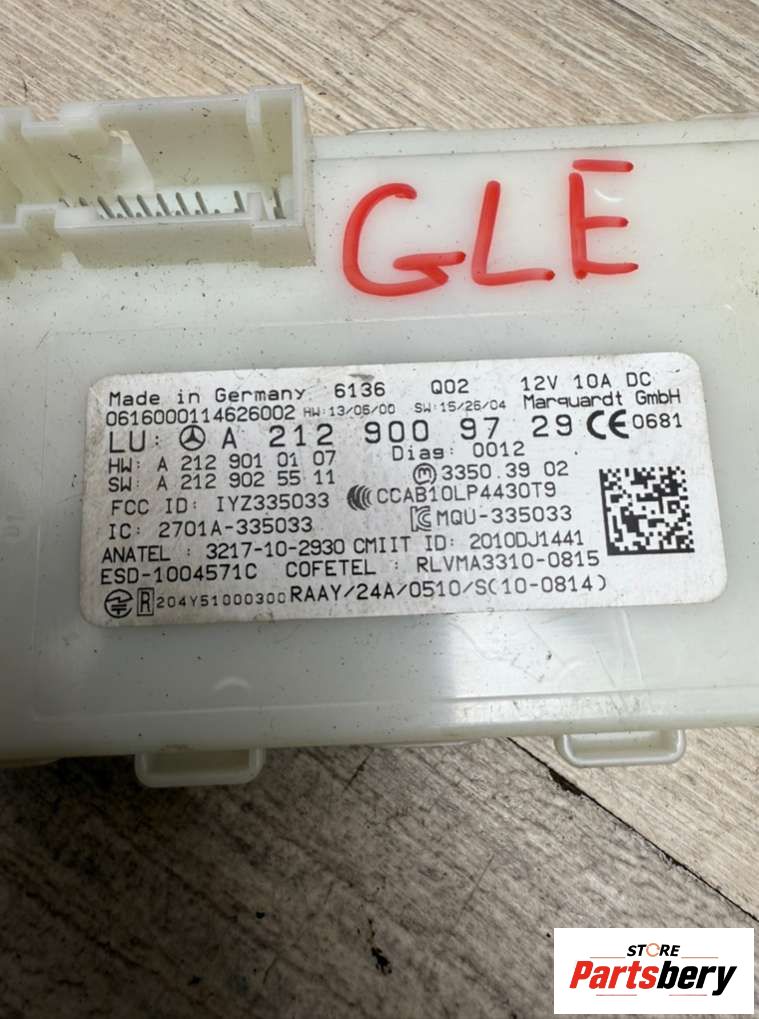 GLE
Made in Germany 6136 Q02 12V 10A DC
0616000114626002 HW:13/06/00 SW:15/26/04 Marquardt GmbH
LU: A 212 900 97 29 CE 0681
HW: A 212 901 01 07 Diag: 0012
SW: A 212 902 55 11 M 3350.39 02
FCC ID: IYZ335033 CCAB10LP4430T9
IC: 2701A-335033 MQU-335033
ANATEL : 3217-10-2930 CMIIT ID: 2010DJ1441
ESD-1004571C COFETEL : RLVMA3310-0815
R 204Y51000300 RAAY/24A/0510/S(10-0814)
STORE
Partsbery